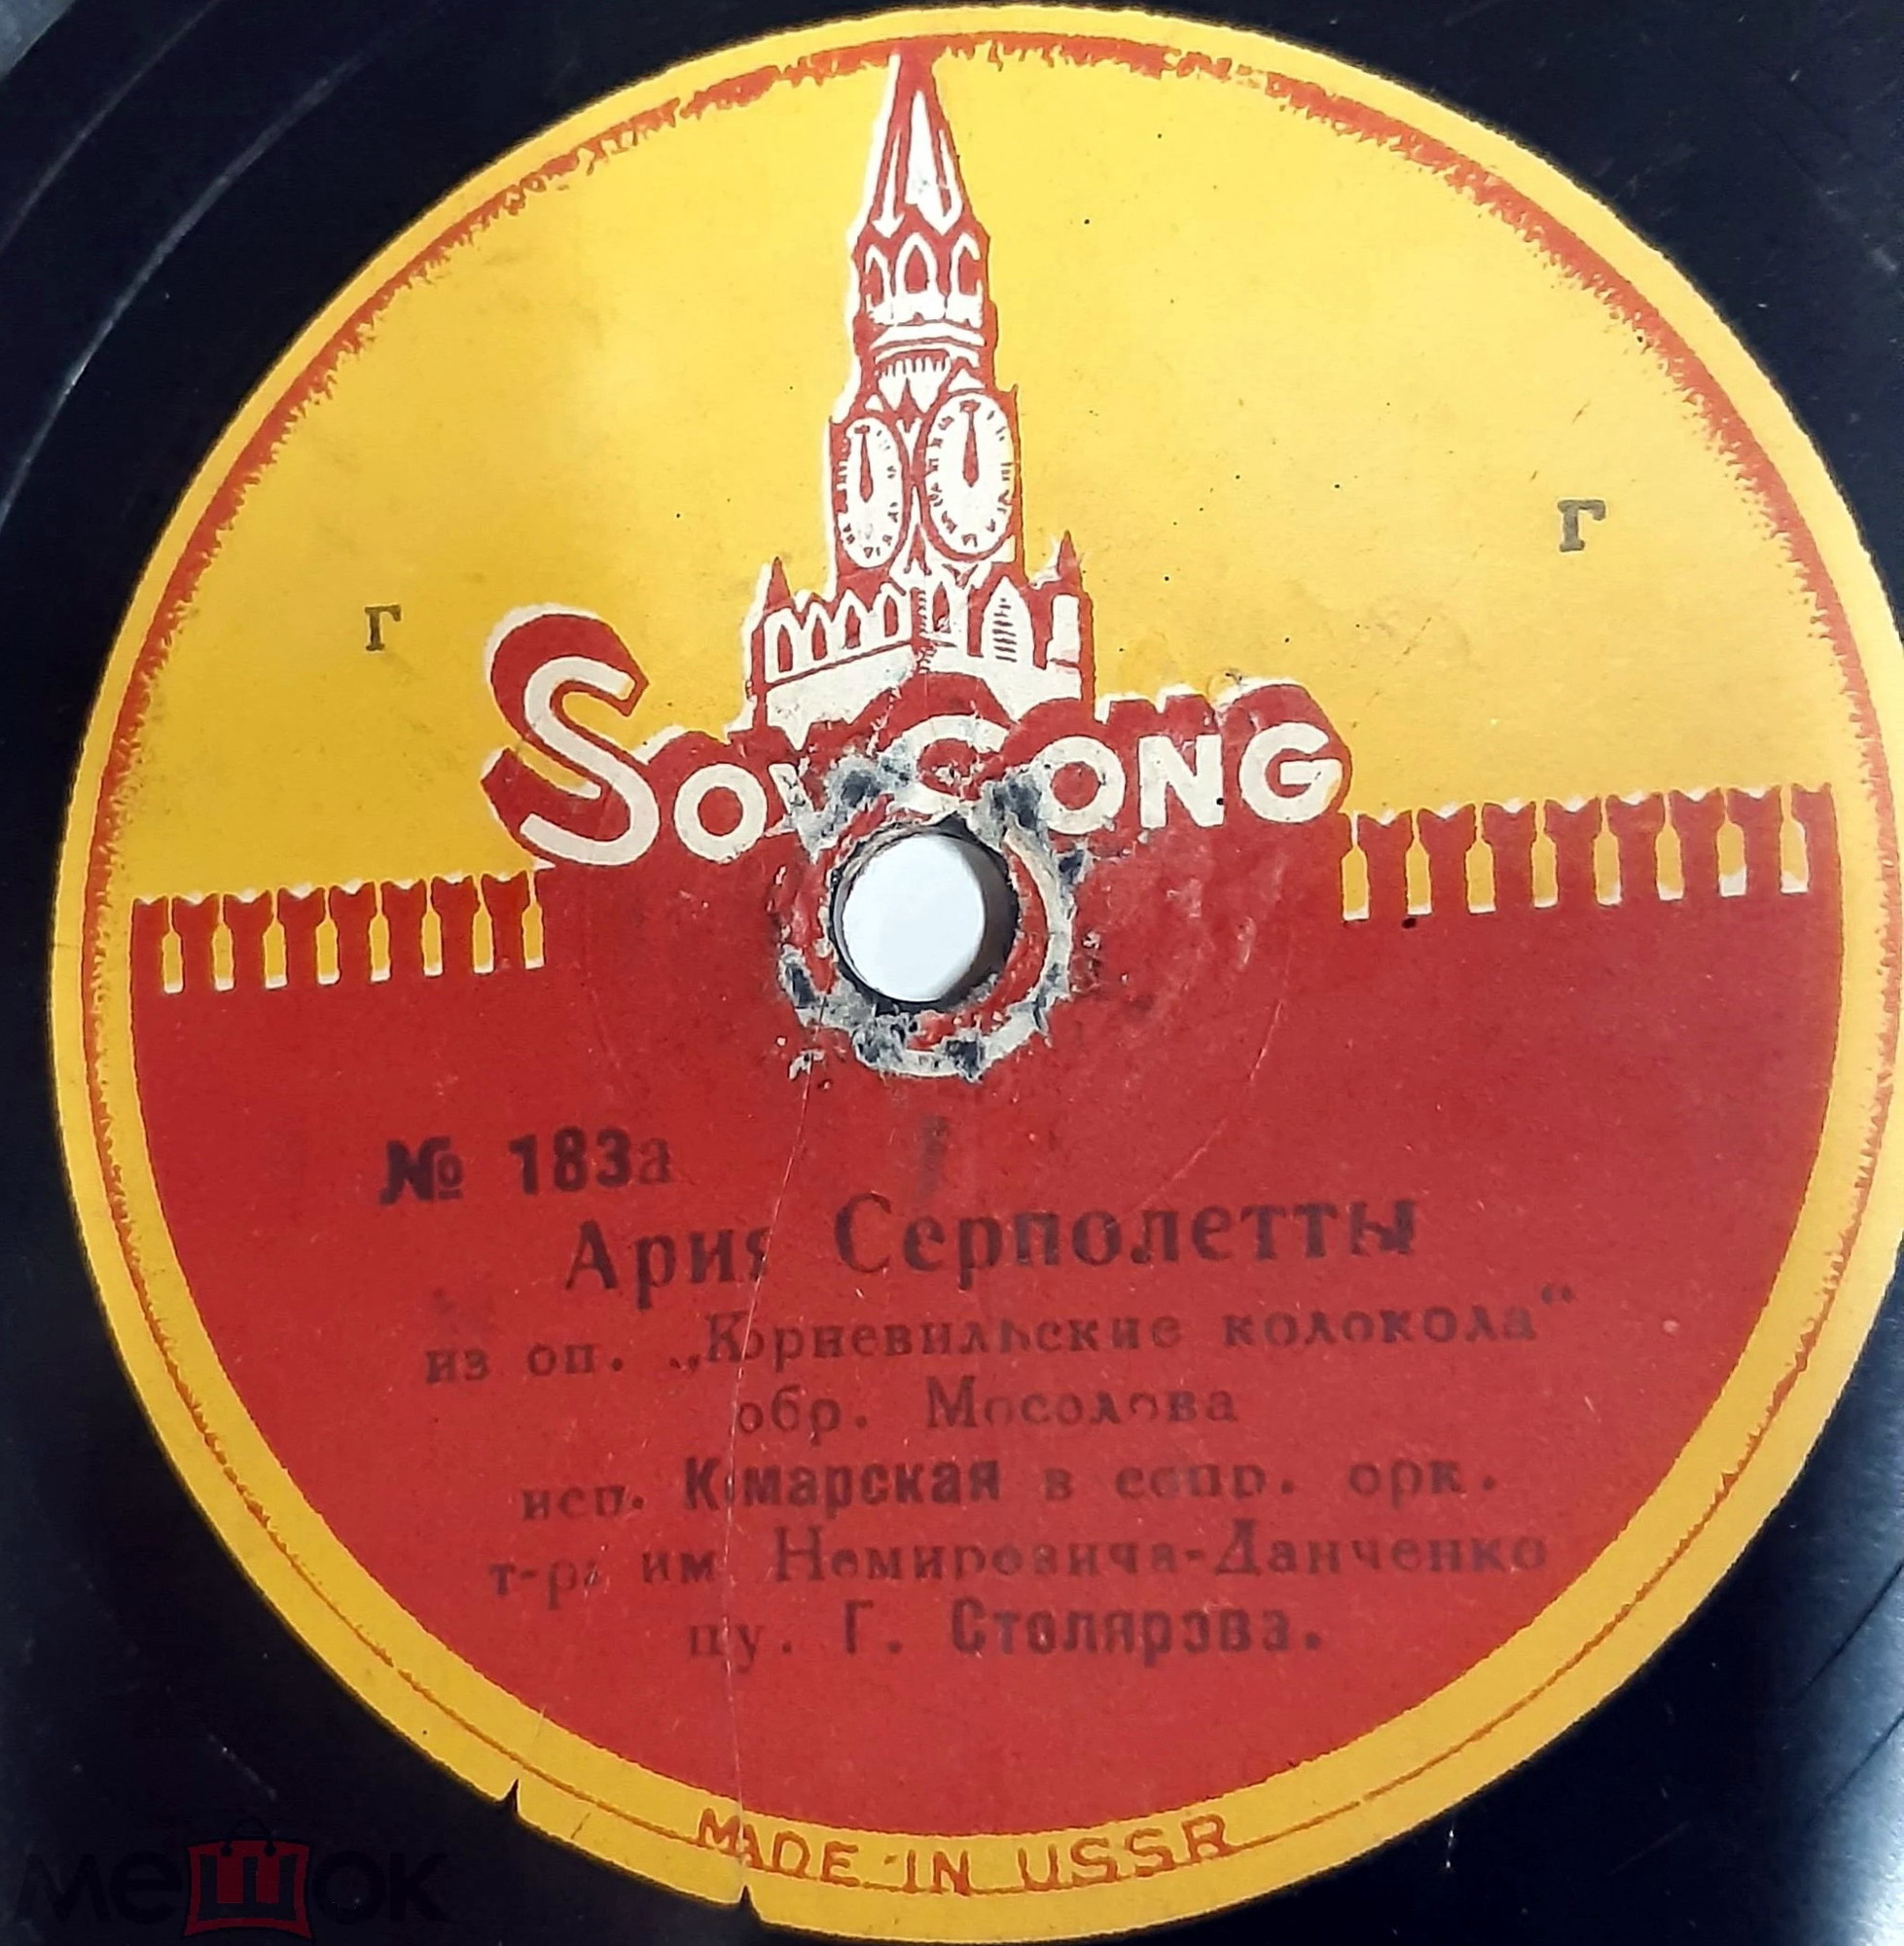 г
г
SovSong
№ 183а
Ария Серполетты
из оп. „Корневильские колокола“
обр. Мосолова
исп. Комарская в сопр. орк.
т-ра им Немировича-Данченко
пу. Г. Столярова.
MADE IN USSR
мешок